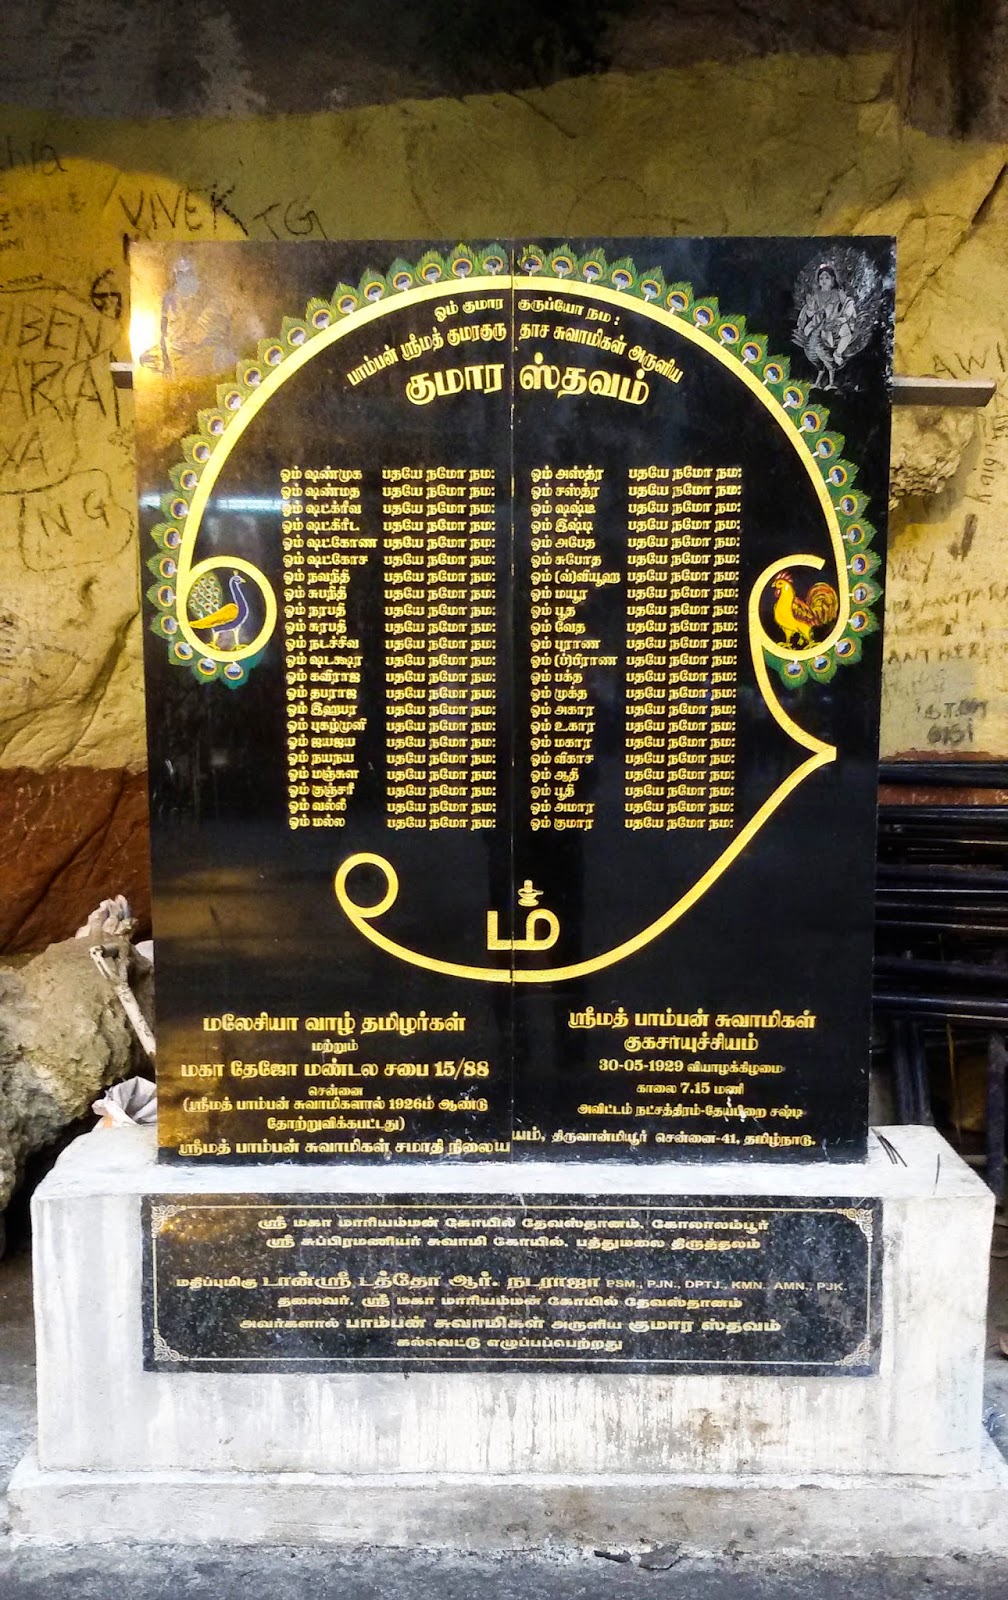 VIVEK TG
ஓம் குமார குருப்யோ நம :
பாம்பன் ஸ்ரீமத் குமரகுரு தாச சுவாமிகள் அருளிய
குமார ஸ்தவம்
ஓம் ஷண்முக பதயே நமோ நம:
ஓம் ஷண்மத பதயே நமோ நம:
ஓம் ஷட்க்ரீவ பதயே நமோ நம:
ஓம் ஷட்கிரீட பதயே நமோ நம:
ஓம் ஷட்கோண பதயே நமோ நம:
ஓம் ஷட்கோச பதயே நமோ நம:
ஓம் நவநிதி பதயே நமோ நம:
ஓம் சுபநிதி பதயே நமோ நம:
ஓம் நரபதி பதயே நமோ நம:
ஓம் சுரபதி பதயே நமோ நம:
ஓம் நடச்சிவ பதயே நமோ நம:
ஓம் ஷடக்ஷர பதயே நமோ நம:
ஓம் கவிராஜ பதயே நமோ நம:
ஓம் தபராஜ பதயே நமோ நம:
ஓம் இஹபர பதயே நமோ நம:
ஓம் புகழ்முனி பதயே நமோ நம:
ஓம் ஜயஜய பதயே நமோ நம:
ஓம் நயநய பதயே நமோ நம:
ஓம் மஞ்சுள பதயே நமோ நம:
ஓம் குஞ்சரீ பதயே நமோ நம:
ஓம் வல்லீ பதயே நமோ நம:
ஓம் மல்ல பதயே நமோ நம:
ஓம் அஸ்த்ர பதயே நமோ நம:
ஓம் சஸ்த்ர பதயே நமோ நம:
ஓம் ஷஷ்டி பதயே நமோ நம:
ஓம் இஷ்டி பதயே நமோ நம:
ஓம் அபேத பதயே நமோ நம:
ஓம் சுபோத பதயே நமோ நம:
ஓம் (வ்)வியூஹ பதயே நமோ நம:
ஓம் மயூர பதயே நமோ நம:
ஓம் பூத பதயே நமோ நம:
ஓம் வேத பதயே நமோ நம:
ஓம் புராண பதயே நமோ நம:
ஓம் (ப்)பிராண பதயே நமோ நம:
ஓம் பக்த பதயே நமோ நம:
ஓம் முக்த பதயே நமோ நம:
ஓம் அகார பதயே நமோ நம:
ஓம் உகார பதயே நமோ நம:
ஓம் மகார பதயே நமோ நம:
ஓம் விகாச பதயே நமோ நம:
ஓம் ஆதி பதயே நமோ நம:
ஓம் பூதி பதயே நமோ நம:
ஓம் அமார பதயே நமோ நம:
ஓம் குமார பதயே நமோ நம:
ம்
மலேசியா வாழ் தமிழர்கள்
மற்றும்
மகா தேஜோ மண்டல சபை 15/88
சென்னை
(ஸ்ரீமத் பாம்பன் சுவாமிகளால் 1926ம் ஆண்டு
தோற்றுவிக்கபட்டது)
ஸ்ரீமத் பாம்பன் சுவாமிகள்
குகசாயுச்சியம்
30-05-1929 வியாழக்கிழமை
காலை 7.15 மணி
அவிட்டம் நட்சத்திரம்-தேய்பிறை சஷ்டி
ஸ்ரீமத் பாம்பன் சுவாமிகள் சமாதி நிலையம், திருவான்மியூர் சென்னை-41, தமிழ்நாடு.
ஸ்ரீ மகா மாரியம்மன் கோயில் தேவஸ்தானம், கோலாலம்பூர்
ஸ்ரீ சுப்பிரமணியர் சுவாமி கோயில், பத்துமலை திருத்தலம்
மதிப்புமிகு டான்ஸ்ரீ டத்தோ ஆர். நடராஜா PSM., PJN., DPTJ., KMN., AMN., PJK.
தலைவர், ஸ்ரீ மகா மாரியம்மன் கோயில் தேவஸ்தானம்
அவர்களால் பாம்பன் சுவாமிகள் அருளிய குமார ஸ்தவம்
கல்வெட்டு எழுப்பப்பெற்றது